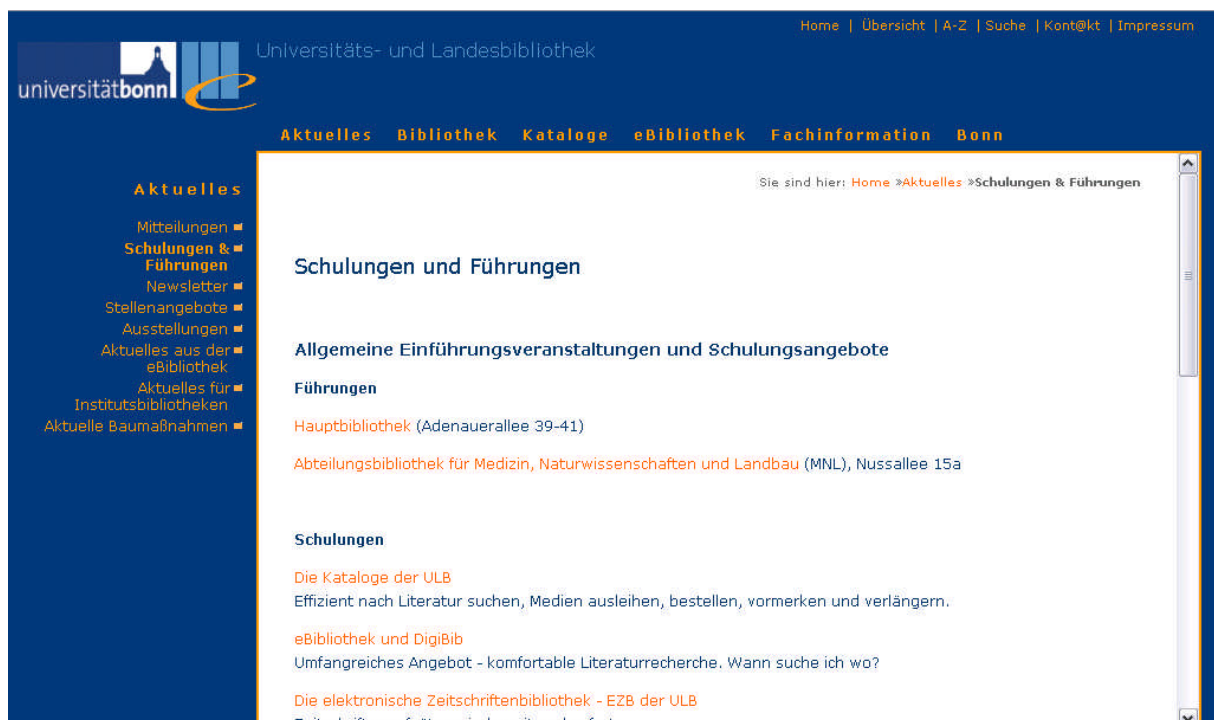 Home | Übersicht | A-Z | Suche | Kont@kt | Impressum
Universitäts- und Landesbibliothek
universitätbonn
Aktuelles Bibliothek Kataloge eBibliothek Fachinformation Bonn
Aktuelles
Mitteilungen
Schulungen &
Führungen
Newsletter
Stellenangebote
Ausstellungen
Aktuelles aus der
eBibliothek
Aktuelles für
Institutsbibliotheken
Aktuelle Baumaßnahmen
Sie sind hier: Home »Aktuelles »Schulungen & Führungen
Schulungen und Führungen
Allgemeine Einführungsveranstaltungen und Schulungsangebote
Führungen
Hauptbibliothek (Adenauerallee 39-41)
Abteilungsbibliothek für Medizin, Naturwissenschaften und Landbau (MNL), Nussallee 15a
Schulungen
Die Kataloge der ULB
Effizient nach Literatur suchen, Medien ausleihen, bestellen, vormerken und verlängern.
eBibliothek und DigiBib
Umfangreiches Angebot - komfortable Literaturrecherche. Wann suche ich wo?
Die elektronische Zeitschriftenbibliothek - EZB der ULB